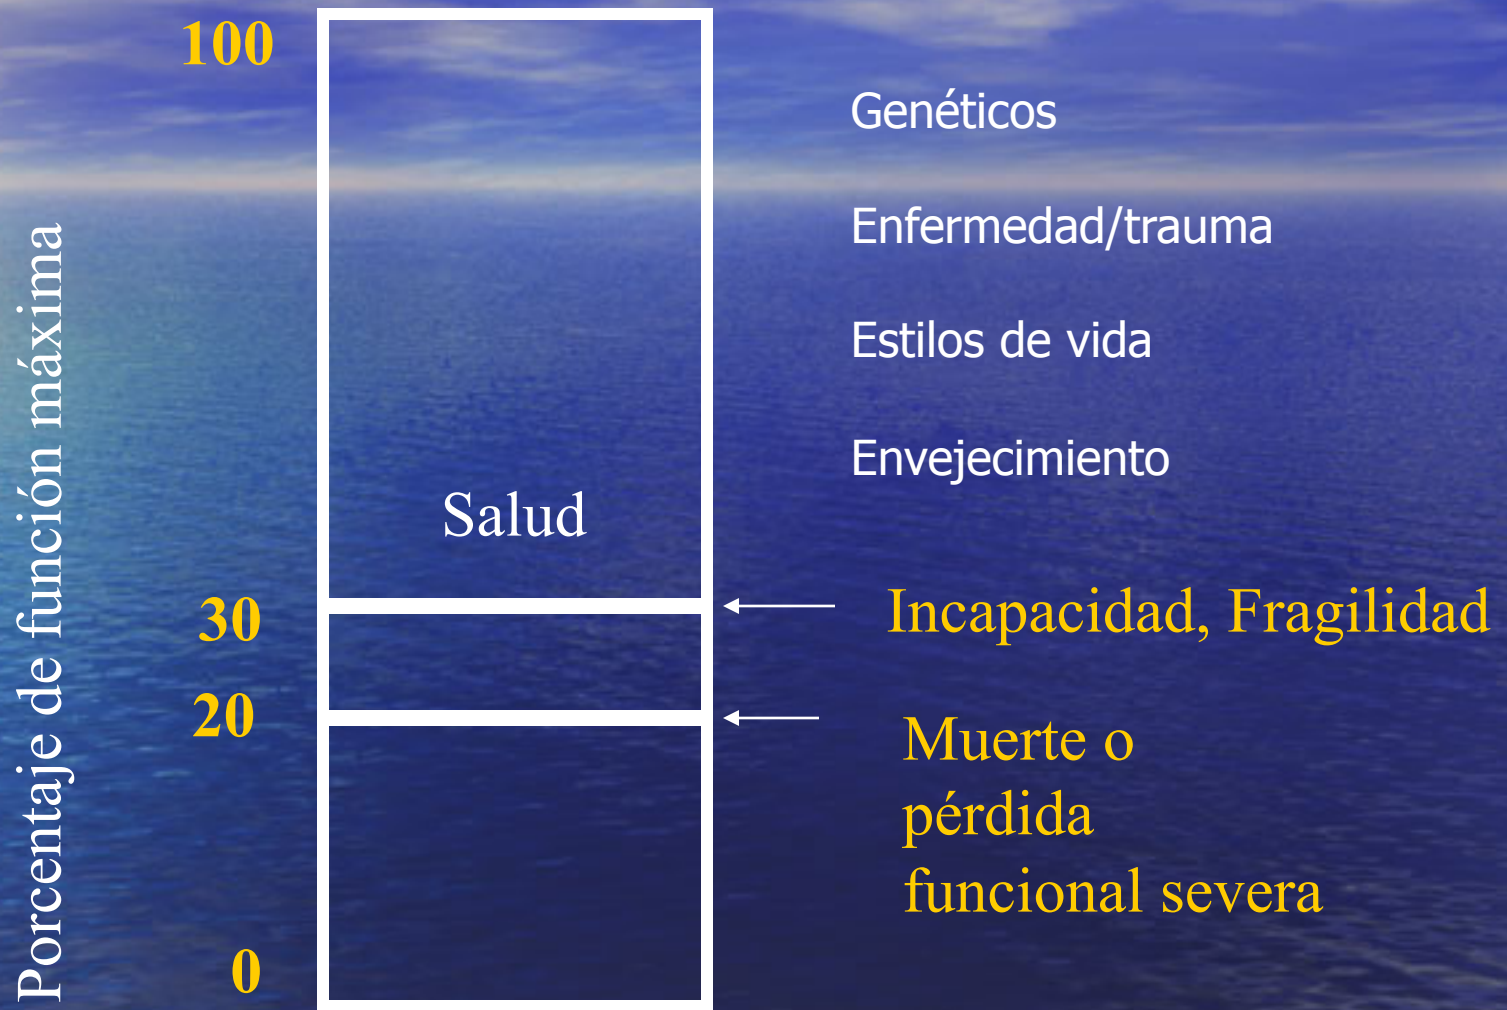 Porcentaje de función máxima
100
30
20
0
Salud
Genéticos
Enfermedad/trauma
Estilos de vida
Envejecimiento
Incapacidad, Fragilidad
Muerte o
pérdida
funcional severa